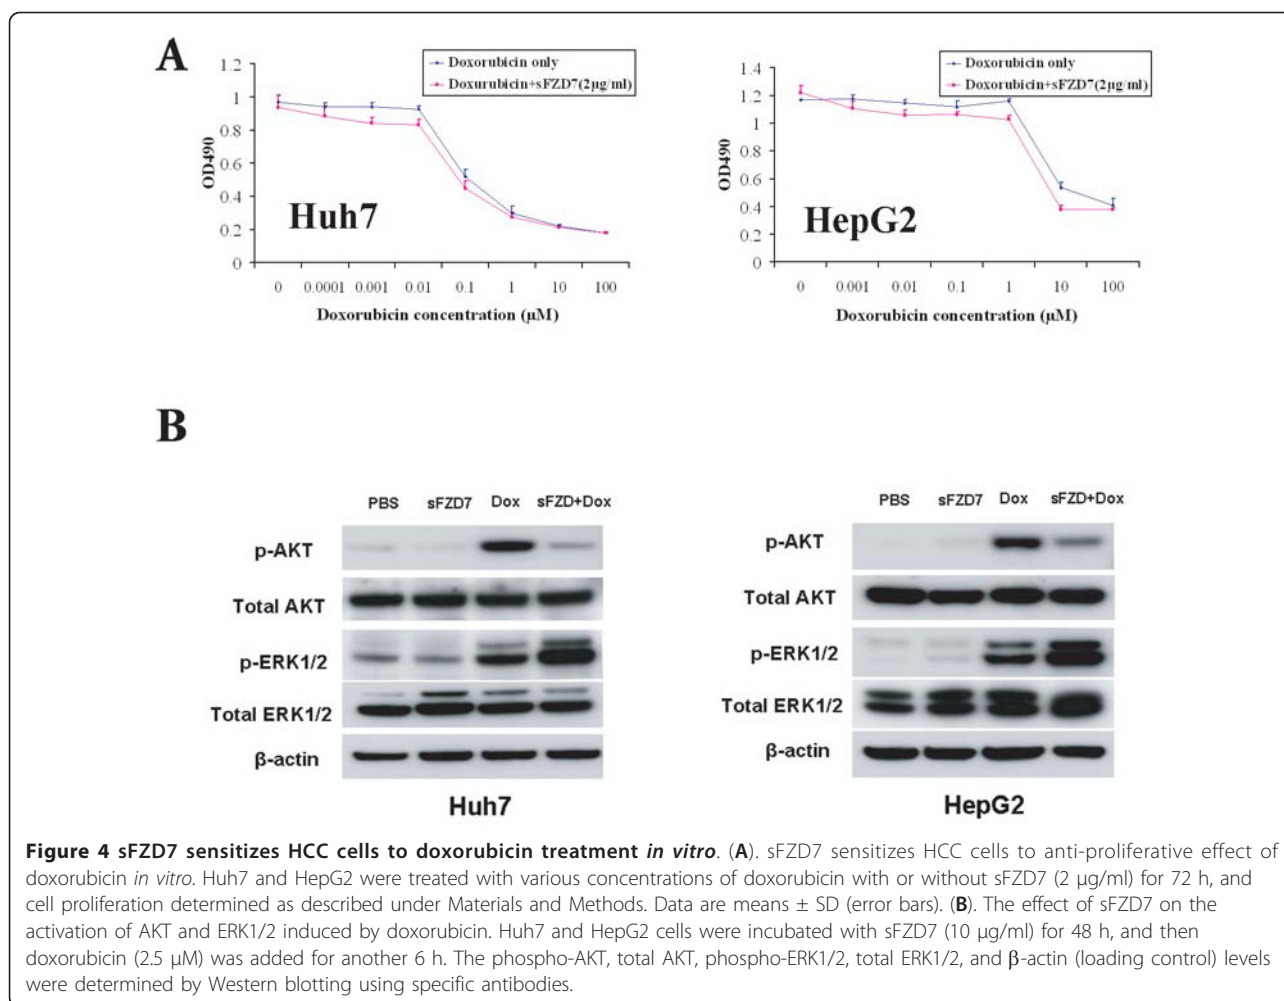 A
Doxorubicin only
Doxurubicin+sFZD7(2μg/ml)
1.2
1
0.8
0.6
0.4
0.2
0
OD490
Huh7
0 0.0001 0.001 0.01 0.1 1 10 100
Doxorubicin concentration (μM)
Doxorubicin only
Doxorubicin+sFZD7(2μg/ml)
1.4
1.2
1
0.8
0.6
0.4
0.2
0
OD490
HepG2
0 0.001 0.01 0.1 1 10 100
Doxorubicin concentration (μM)
B
PBS sFZD7 Dox sFZD+Dox
p-AKT
Total AKT
p-ERK1/2
Total ERK1/2
β-actin
Huh7
PBS sFZD7 Dox sFZD+Dox
p-AKT
Total AKT
p-ERK1/2
Total ERK1/2
β-actin
HepG2
Figure 4 sFZD7 sensitizes HCC cells to doxorubicin treatment in vitro. (A). sFZD7 sensitizes HCC cells to anti-proliferative effect of
doxorubicin in vitro. Huh7 and HepG2 were treated with various concentrations of doxorubicin with or without sFZD7 (2 μg/ml) for 72 h, and
cell proliferation determined as described under Materials and Methods. Data are means ± SD (error bars). (B). The effect of sFZD7 on the
activation of AKT and ERK1/2 induced by doxorubicin. Huh7 and HepG2 cells were incubated with sFZD7 (10 μg/ml) for 48 h, and then
doxorubicin (2.5 μM) was added for another 6 h. The phospho-AKT, total AKT, phospho-ERK1/2, total ERK1/2, and β-actin (loading control) levels
were determined by Western blotting using specific antibodies.